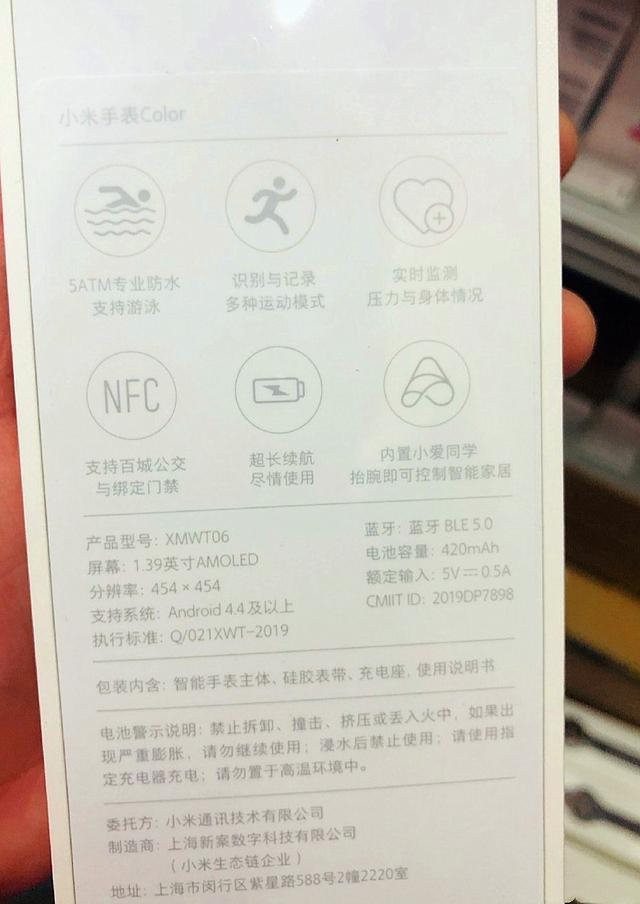 小米手表Color
5ATM专业防水
支持游泳
识别与记录
多种运动模式
实时监测
压力与身体情况
NFC
支持百城公交
与绑定门禁
超长续航
尽情使用
内置小爱同学
抬腕即可控制智能家居
产品型号: XMWT06
屏幕: 1.39英寸AMOLED
分辨率: 454 × 454
支持系统: Android 4.4及以上
执行标准: Q/021XWT-2019
蓝牙: 蓝牙 BLE 5.0
电池容量: 420mAh
额定输入: 5V⎓0.5A
CMIIT ID: 2019DP7898
包装内含: 智能手表主体、硅胶表带、充电座, 使用说明书
电池警示说明: 禁止拆卸、撞击、挤压或丢入火中, 如果出
现严重膨胀, 请勿继续使用; 浸水后禁止使用; 请使用指
定充电器充电; 请勿置于高温环境中。
委托方: 小米通讯技术有限公司
制造商: 上海新案数字科技有限公司
(小米生态链企业)
地址: 上海市闵行区紫星路588号2幢2220室